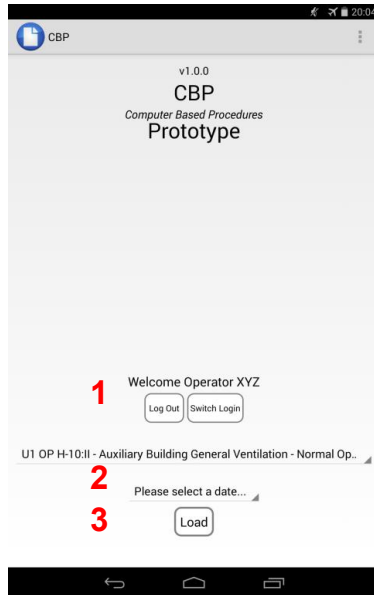 20:04
CBP
v1.0.0
CBP
Computer Based Procedures
Prototype
1
Welcome Operator XYZ
Log Out Switch Login
U1 OP H-10:II - Auxiliary Building General Ventilation - Normal Op..
2
Please select a date...
3
Load